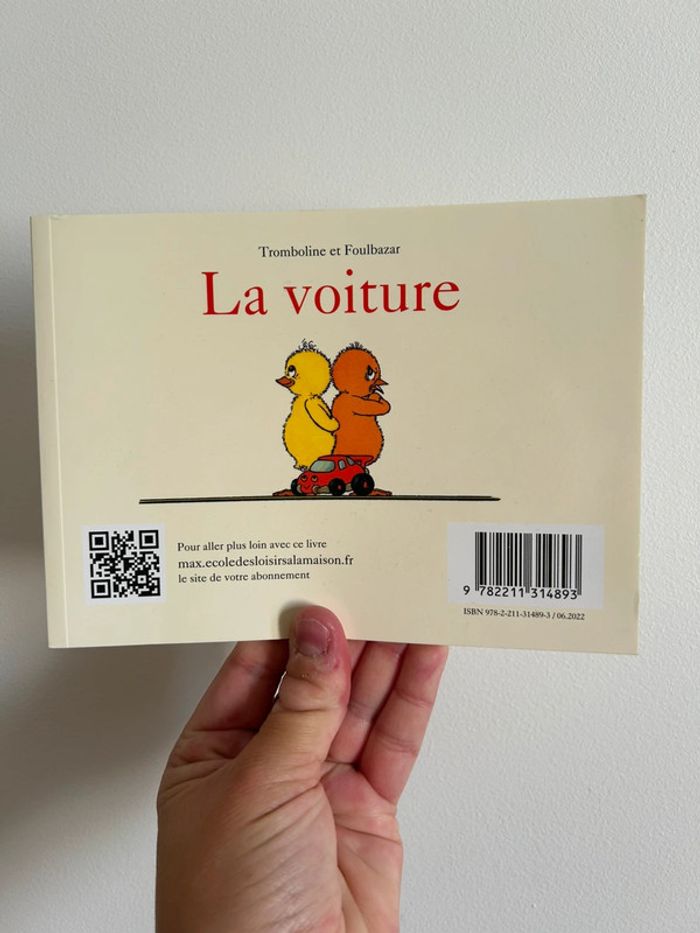 Tromboline et Foulbazar
La voiture
Pour aller plus loin avec ce livre
max.ecoledesloisirsalamaison.fr
le site de votre abonnement
9 782211 314893
ISBN 978-2-211-31489-3 / 06.2022